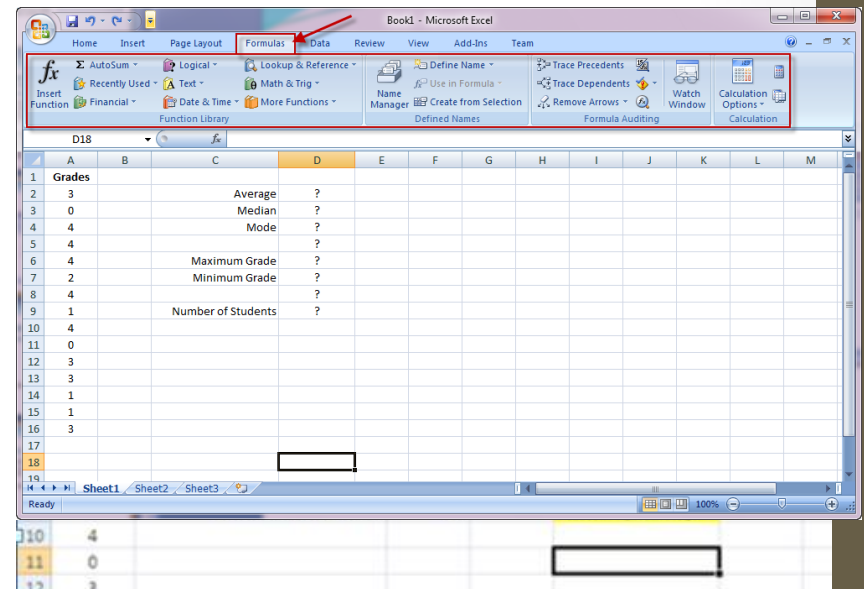 Book1 - Microsoft Excel
Home Insert Page Layout Formulas Data Review View Add-Ins Team
fx Σ AutoSum Logical Lookup & Reference Define Name Trace Precedents
Insert Function Recently Used Text Math & Trig Name Manager fx Use in Formula Trace Dependents Watch Window Calculation Options
Financial Date & Time More Functions Create from Selection Remove Arrows
Function Library Defined Names Formula Auditing Calculation
D18 fx
A B C D E F G H I J K L M
1 Grades
2 3 Average ?
3 0 Median ?
4 4 Mode ?
5 4 ?
6 4 Maximum Grade ?
7 2 Minimum Grade ?
8 4 ?
9 1 Number of Students ?
10 4
11 0
12 3
13 3
14 1
15 1
16 3
17
18
19
Sheet1 Sheet2 Sheet3
Ready 100%
10 4
11 0
12 3